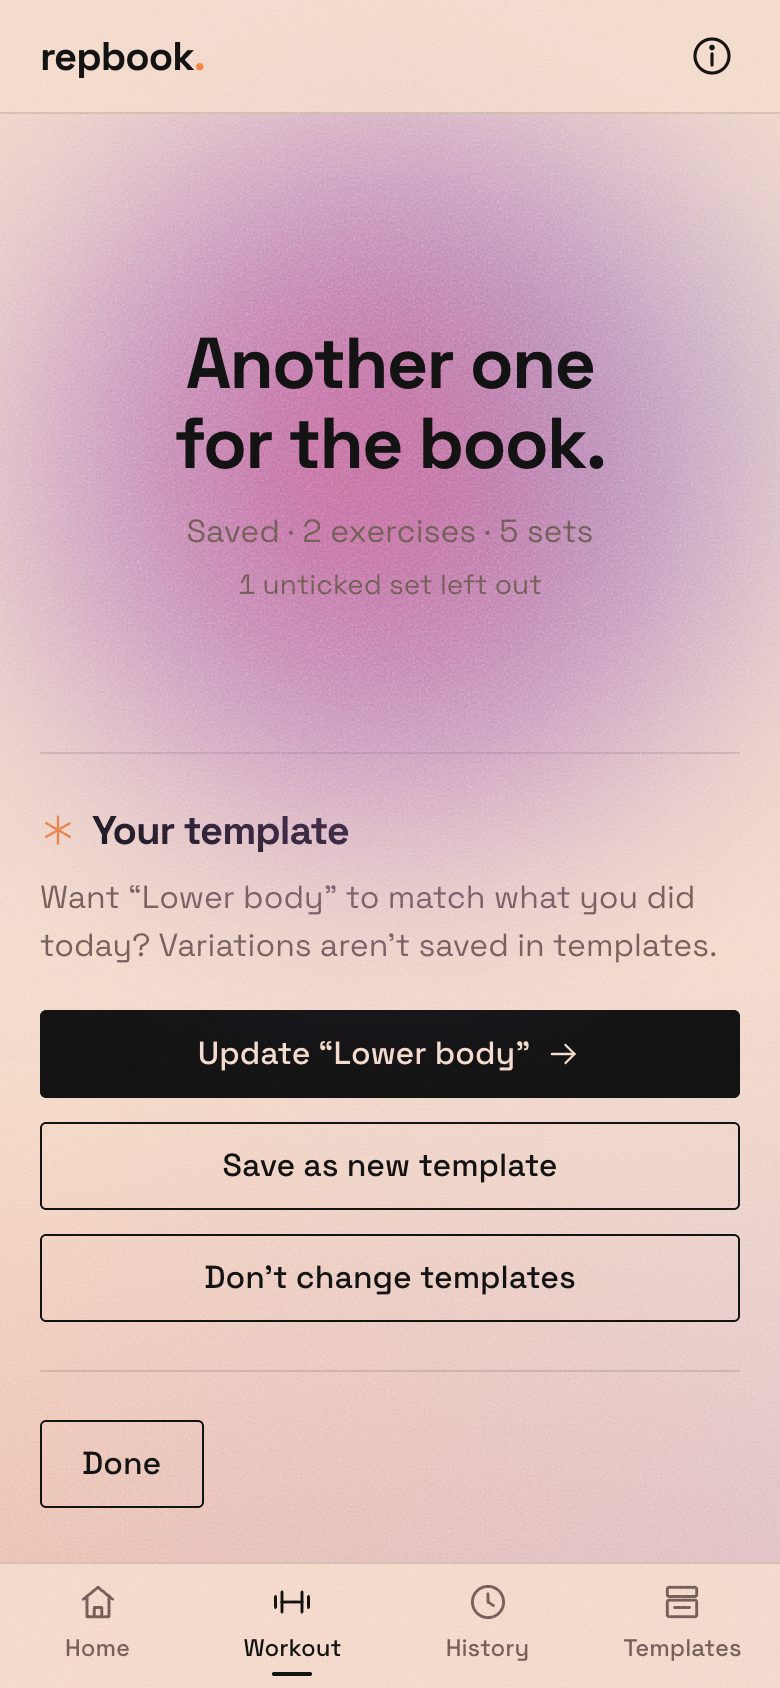 repbook.
Another one
for the book.
Saved · 2 exercises · 5 sets
1 unticked set left out
Your template
Want “Lower body” to match what you did
today? Variations aren’t saved in templates.
Update “Lower body” →
Save as new template
Don’t change templates
Done
Home
Workout
History
Templates